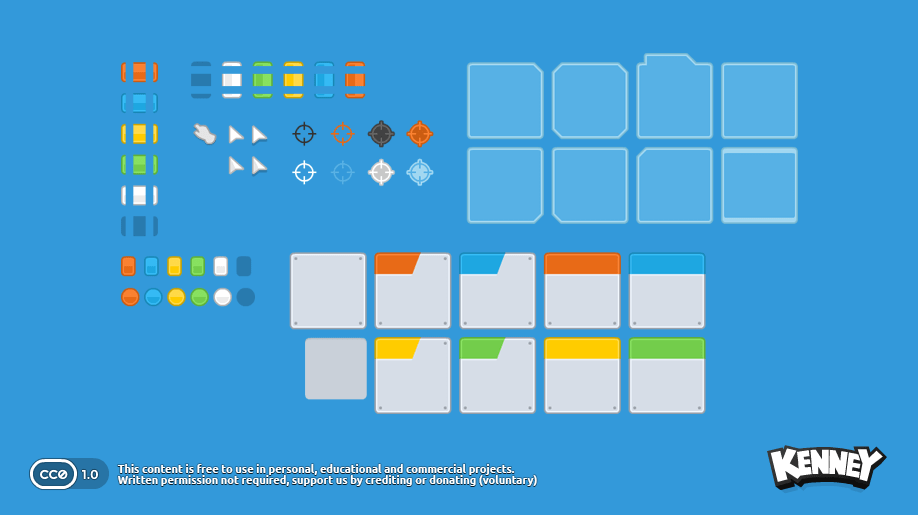 CC0 1.0
This content is free to use in personal, educational and commercial projects.
Written permission not required, support us by crediting or donating (voluntary)
KENNEY